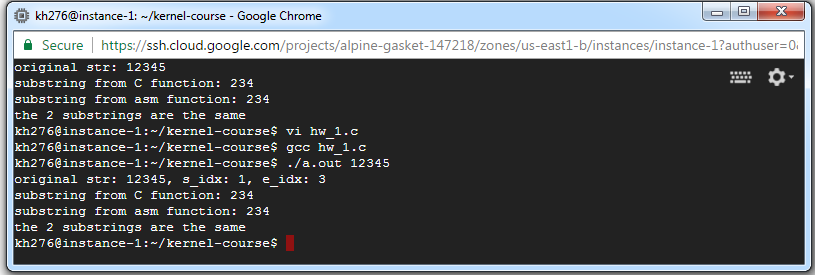 kh276@instance-1: ~/kernel-course - Google Chrome
Secure https://ssh.cloud.google.com/projects/alpine-gasket-147218/zones/us-east1-b/instances/instance-1?authuser=0
original str: 12345
substring from C function: 234
substring from asm function: 234
the 2 substrings are the same
kh276@instance-1:~/kernel-course$ vi hw_1.c
kh276@instance-1:~/kernel-course$ gcc hw_1.c
kh276@instance-1:~/kernel-course$ ./a.out 12345
original str: 12345, s_idx: 1, e_idx: 3
substring from C function: 234
substring from asm function: 234
the 2 substrings are the same
kh276@instance-1:~/kernel-course$